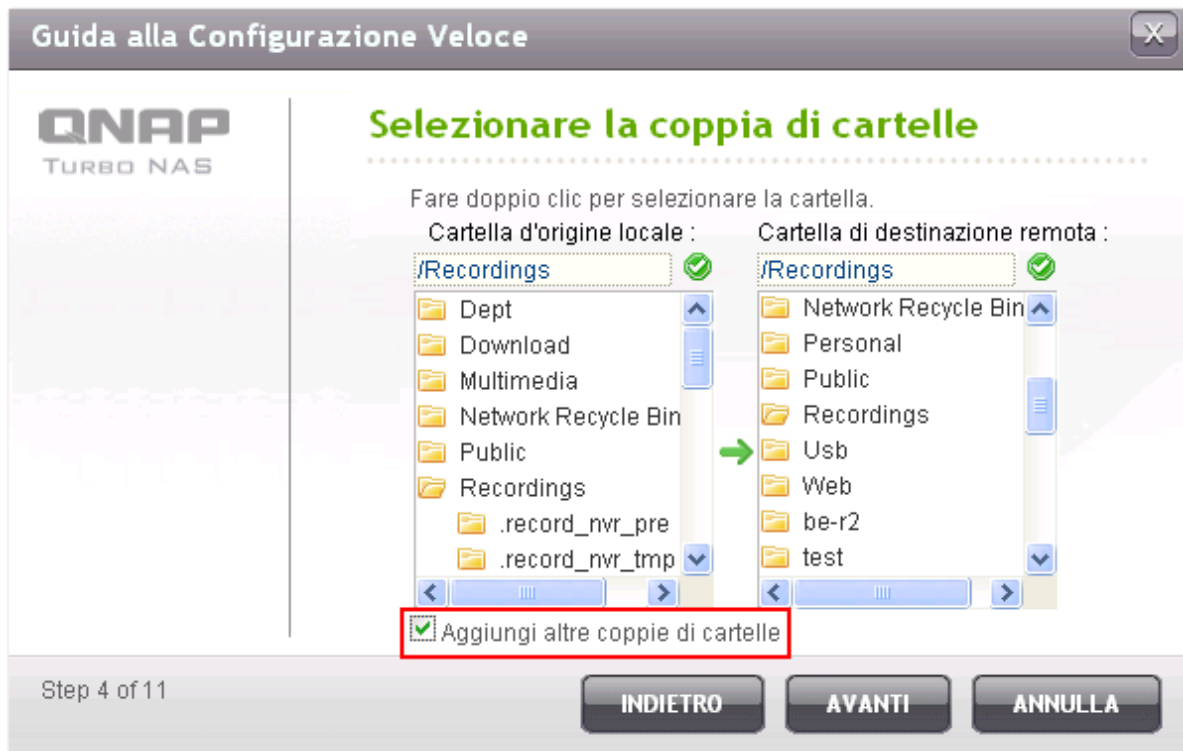 Guida alla Configurazione Veloce
X
QNAP
TURBO NAS
Selezionare la coppia di cartelle
Fare doppio clic per selezionare la cartella.
Cartella d'origine locale :
/Recordings
Dept
Download
Multimedia
Network Recycle Bin
Public
Recordings
.record_nvr_pre
.record_nvr_tmp
Cartella di destinazione remota :
/Recordings
Network Recycle Bin
Personal
Public
Recordings
Usb
Web
be-r2
test
Aggiungi altre coppie di cartelle
Step 4 of 11
INDIETRO
AVANTI
ANNULLA